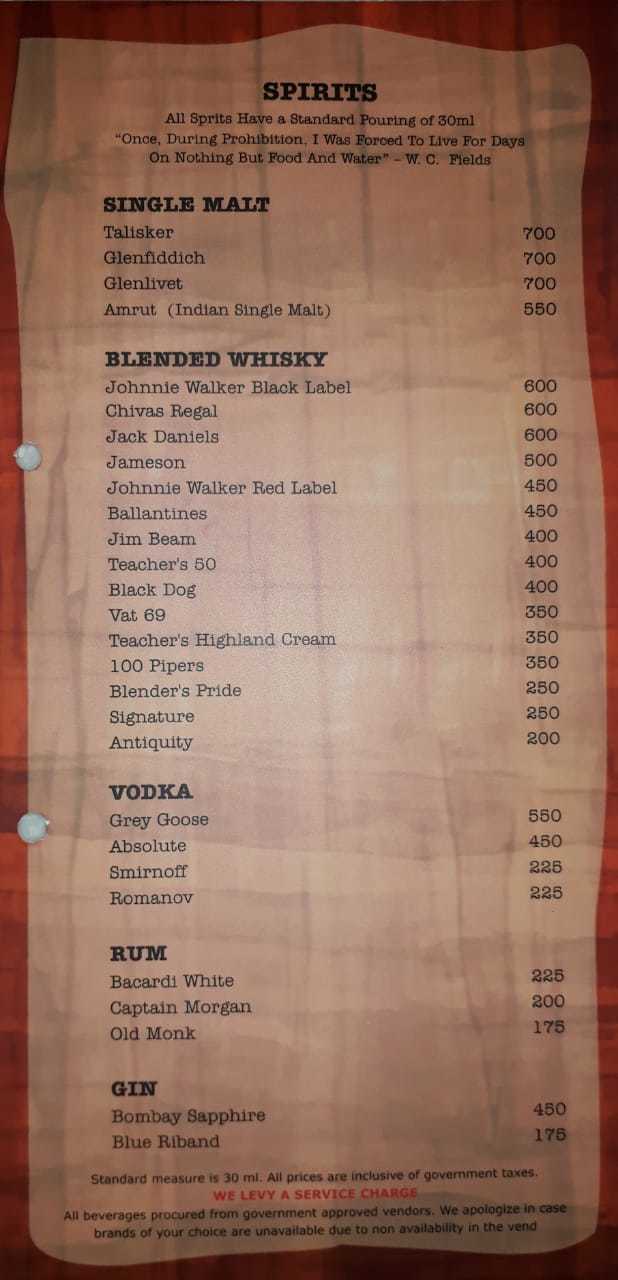 SPIRITS
All Sprits Have a Standard Pouring of 30ml
“Once, During Prohibition, I Was Forced To Live For Days
On Nothing But Food And Water” – W. C. Fields
SINGLE MALT
Talisker 700
Glenfiddich 700
Glenlivet 700
Amrut (Indian Single Malt) 550
BLENDED WHISKY
Johnnie Walker Black Label 600
Chivas Regal 600
Jack Daniels 600
Jameson 500
Johnnie Walker Red Label 450
Ballantines 450
Jim Beam 400
Teacher's 50 400
Black Dog 400
Vat 69 350
Teacher's Highland Cream 350
100 Pipers 350
Blender's Pride 250
Signature 250
Antiquity 200
VODKA
Grey Goose 550
Absolute 450
Smirnoff 225
Romanov 225
RUM
Bacardi White 225
Captain Morgan 200
Old Monk 175
GIN
Bombay Sapphire 450
Blue Riband 175
Standard measure is 30 ml. All prices are inclusive of government taxes.
WE LEVY A SERVICE CHARGE
All beverages procured from government approved vendors. We apologize in case
brands of your choice are unavailable due to non availability in the vend